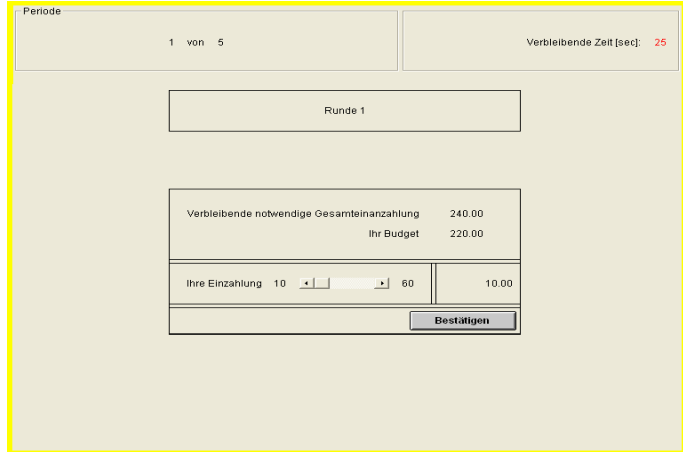 Periode
1 von 5
Verbleibende Zeit [sec]: 25
Runde 1
Verbleibende notwendige Gesamteinanzahlung 240.00
Ihr Budget 220.00
Ihre Einzahlung 10 60 10.00
Bestätigen